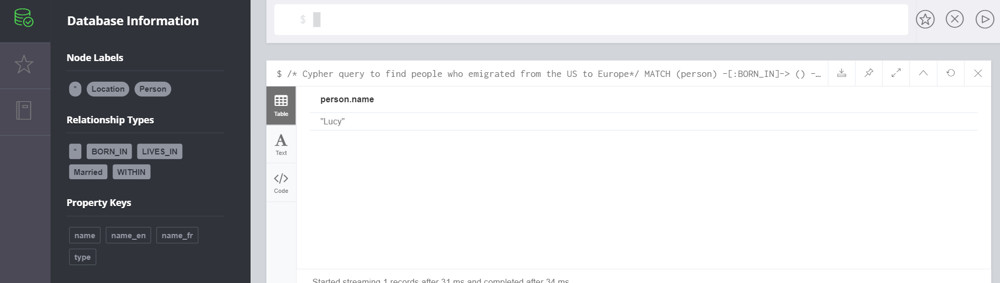 Database Information
Node Labels
* Location Person
Relationship Types
* BORN_IN LIVES_IN
Married WITHIN
Property Keys
name name_en name_fr
type
$
$ /* Cypher query to find people who emigrated from the US to Europe*/ MATCH (person) -[:BORN_IN]-> () -…
Table
Text
Code
person.name
"Lucy"
Started streaming 1 records after 31 ms and completed after 34 ms.